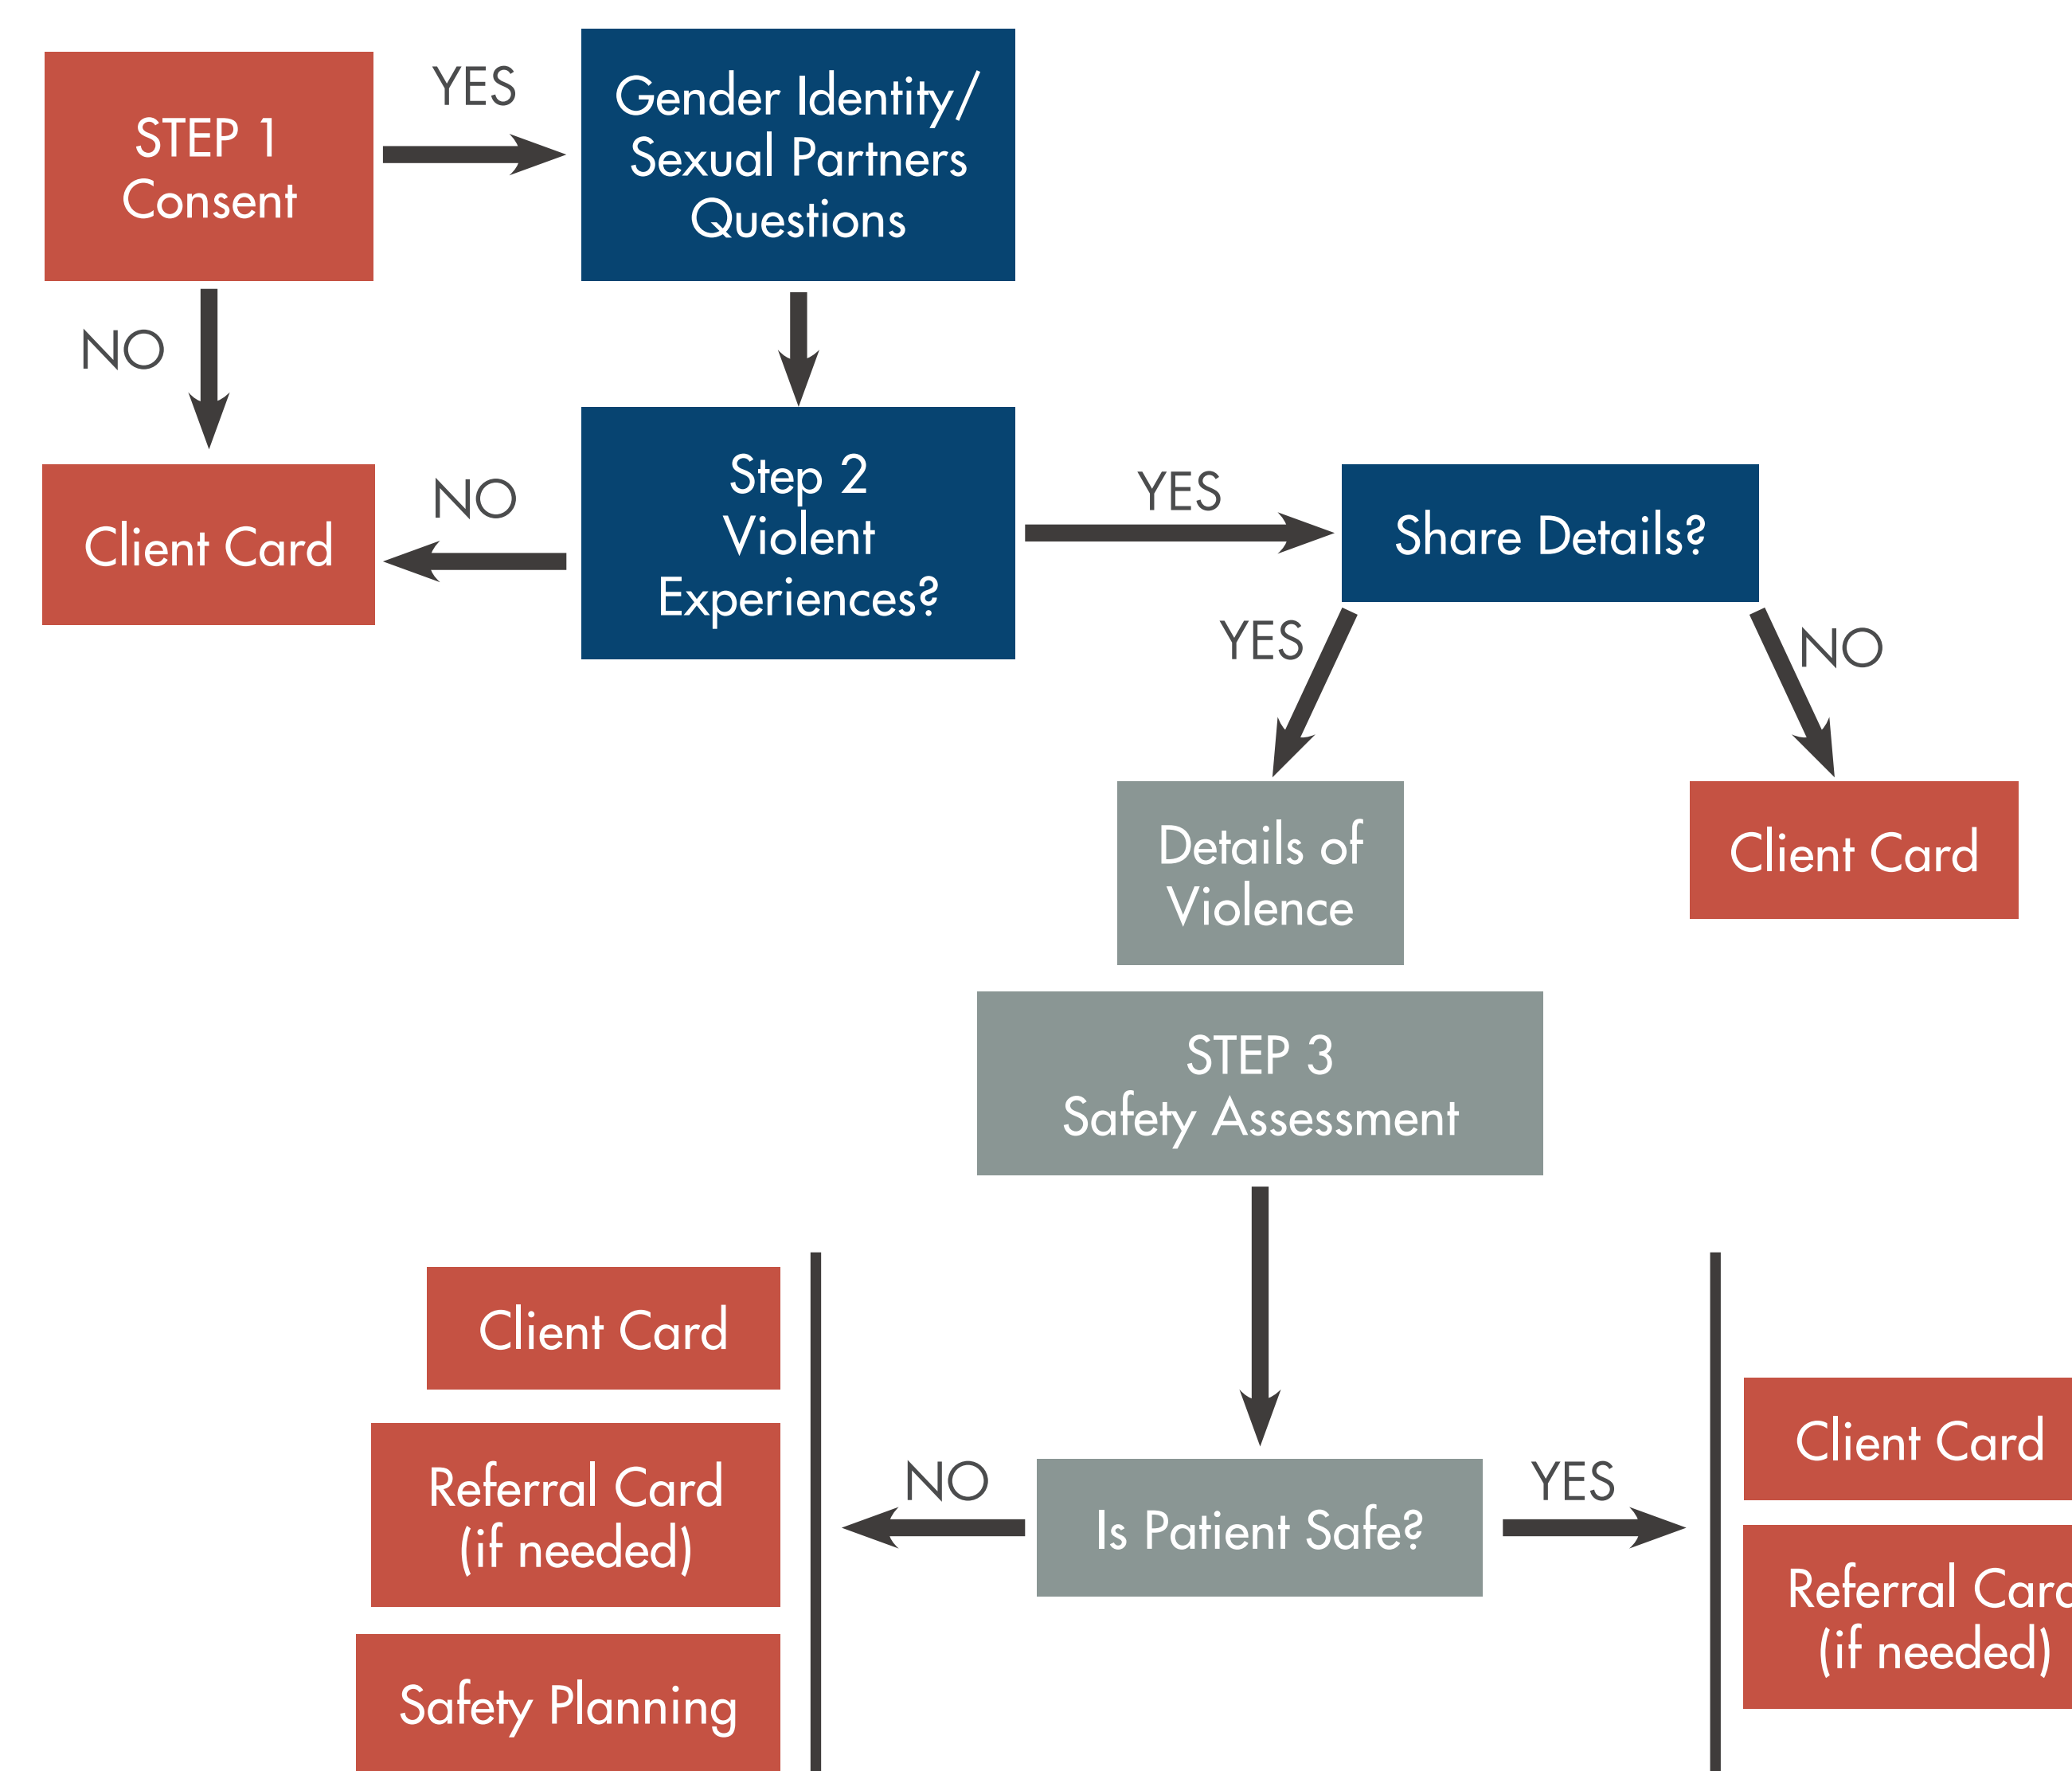 STEP 1
Consent
YES
Gender Identity/
Sexual Partners
Questions
NO
Client Card
NO
Step 2
Violent
Experiences?
YES
Share Details?
YES
NO
Details of
Violence
Client Card
STEP 3
Safety Assessment
Client Card
Referral Card
(if needed)
Safety Planning
NO
Is Patient Safe?
YES
Client Card
Referral Card
(if needed)